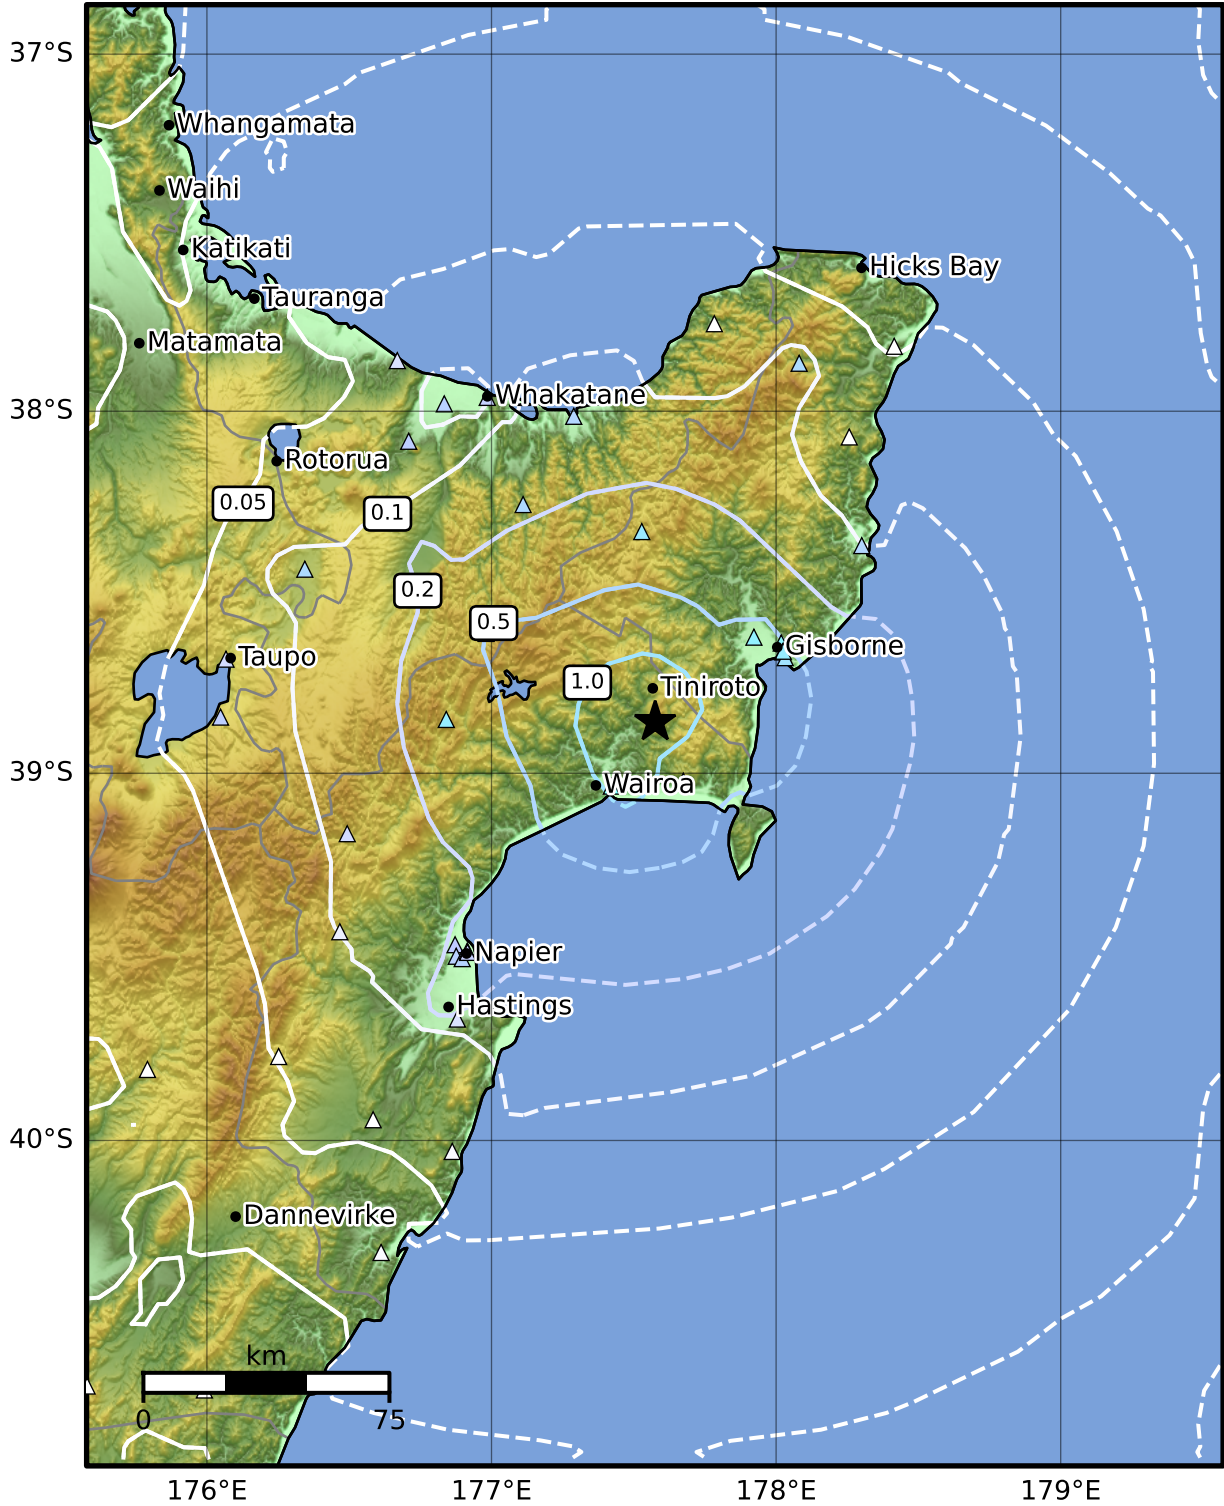 37°S
Whangamata
Waihi
Katikati
Hicks Bay
Tauranga
Matamata
Whakatane
38°S
Rotorua
0.05
0.1
0.2
0.5
Gisborne
Taupo
1.0
Tiniroto
39°S
Wairoa
Napier
Hastings
40°S
Dannevirke
km
0 75
176°E 177°E 178°E 179°E